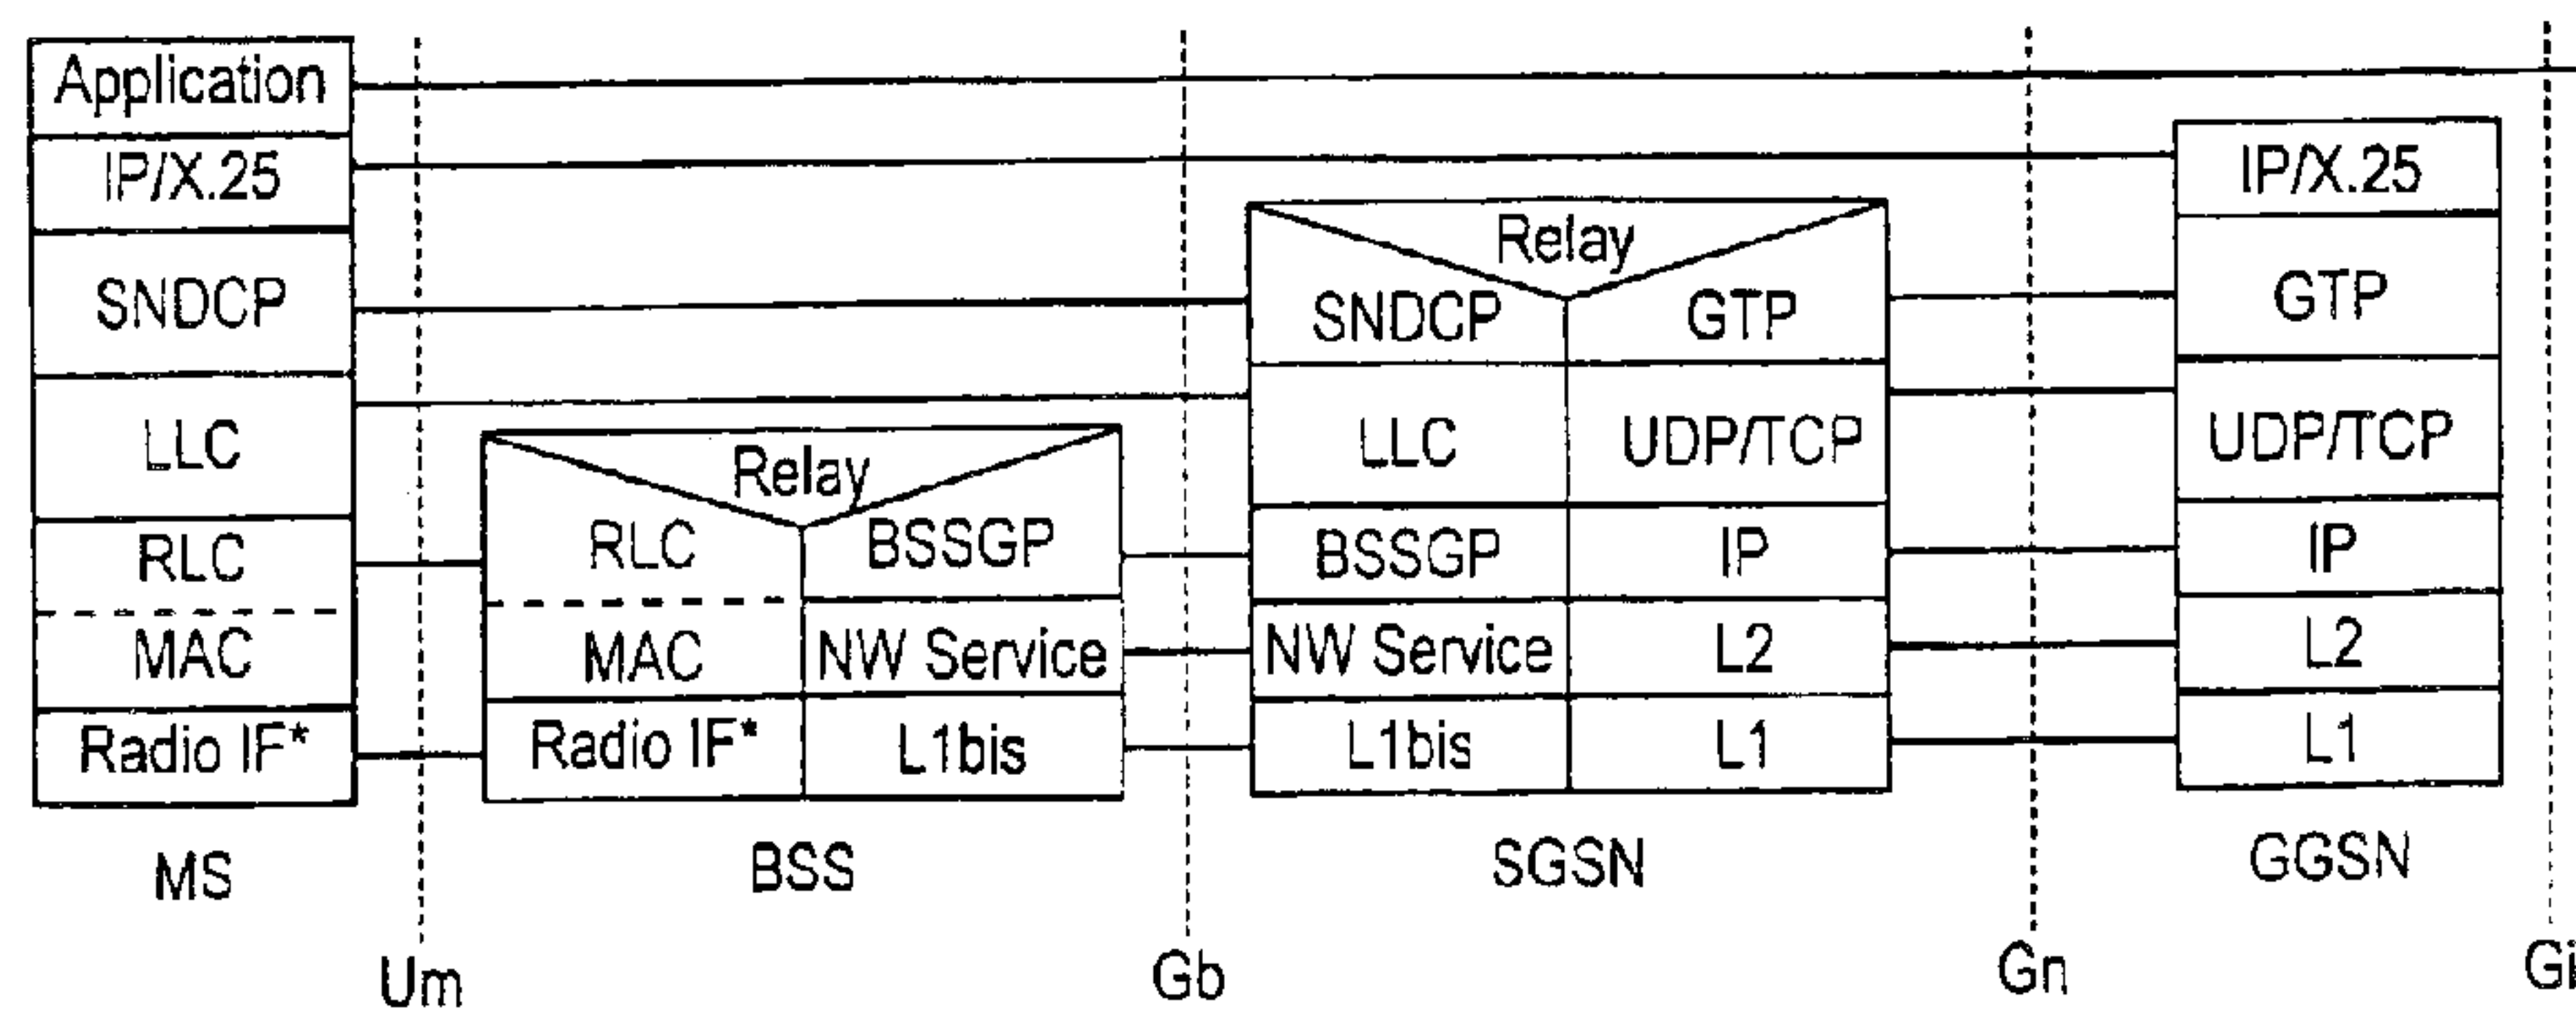 Application
IP/X.25
SNDCP
LLC
RLC
MAC
Radio IF*
MS
Um
Relay
RLC
BSSGP
MAC
NW Service
Radio IF*
L1bis
BSS
Gb
Relay
SNDCP
GTP
LLC
UDP/TCP
BSSGP
IP
NW Service
L2
L1bis
L1
SGSN
Gn
IP/X.25
GTP
UDP/TCP
IP
L2
L1
GGSN
Gi